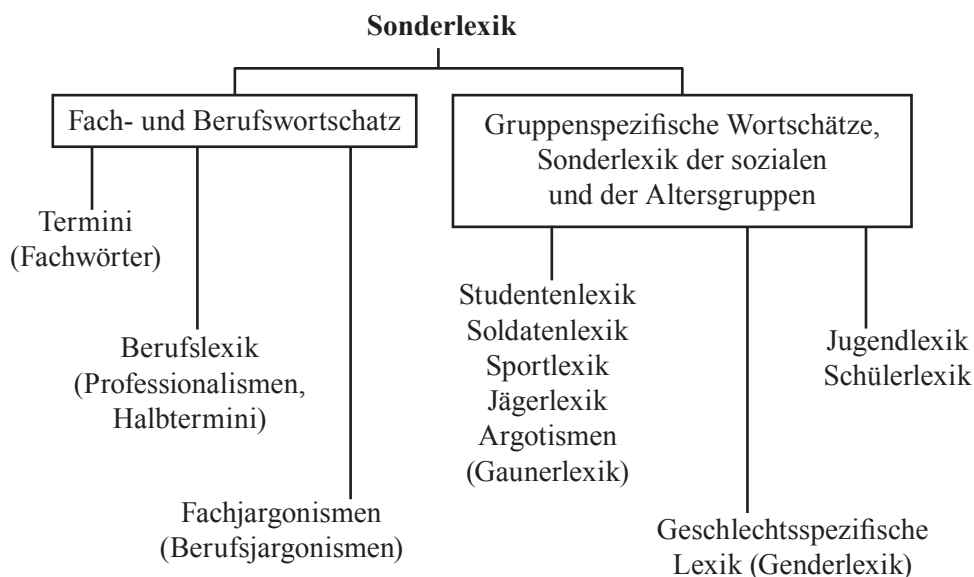 Sonderlexik
Fach- und Berufswortschatz
Termini
(Fachwörter)
Berufslexik
(Professionalismen,
Halbtermini)
Fachjargonismen
(Berufsjargonismen)
Gruppenspezifische Wortschätze,
Sonderlexik der sozialen
und der Altersgruppen
Studentenlexik
Soldatenlexik
Sportlexik
Jägerlexik
Argotismen
(Gaunerlexik)
Geschlechtsspezifische
Lexik (Genderlexik)
Jugendlexik
Schülerlexik